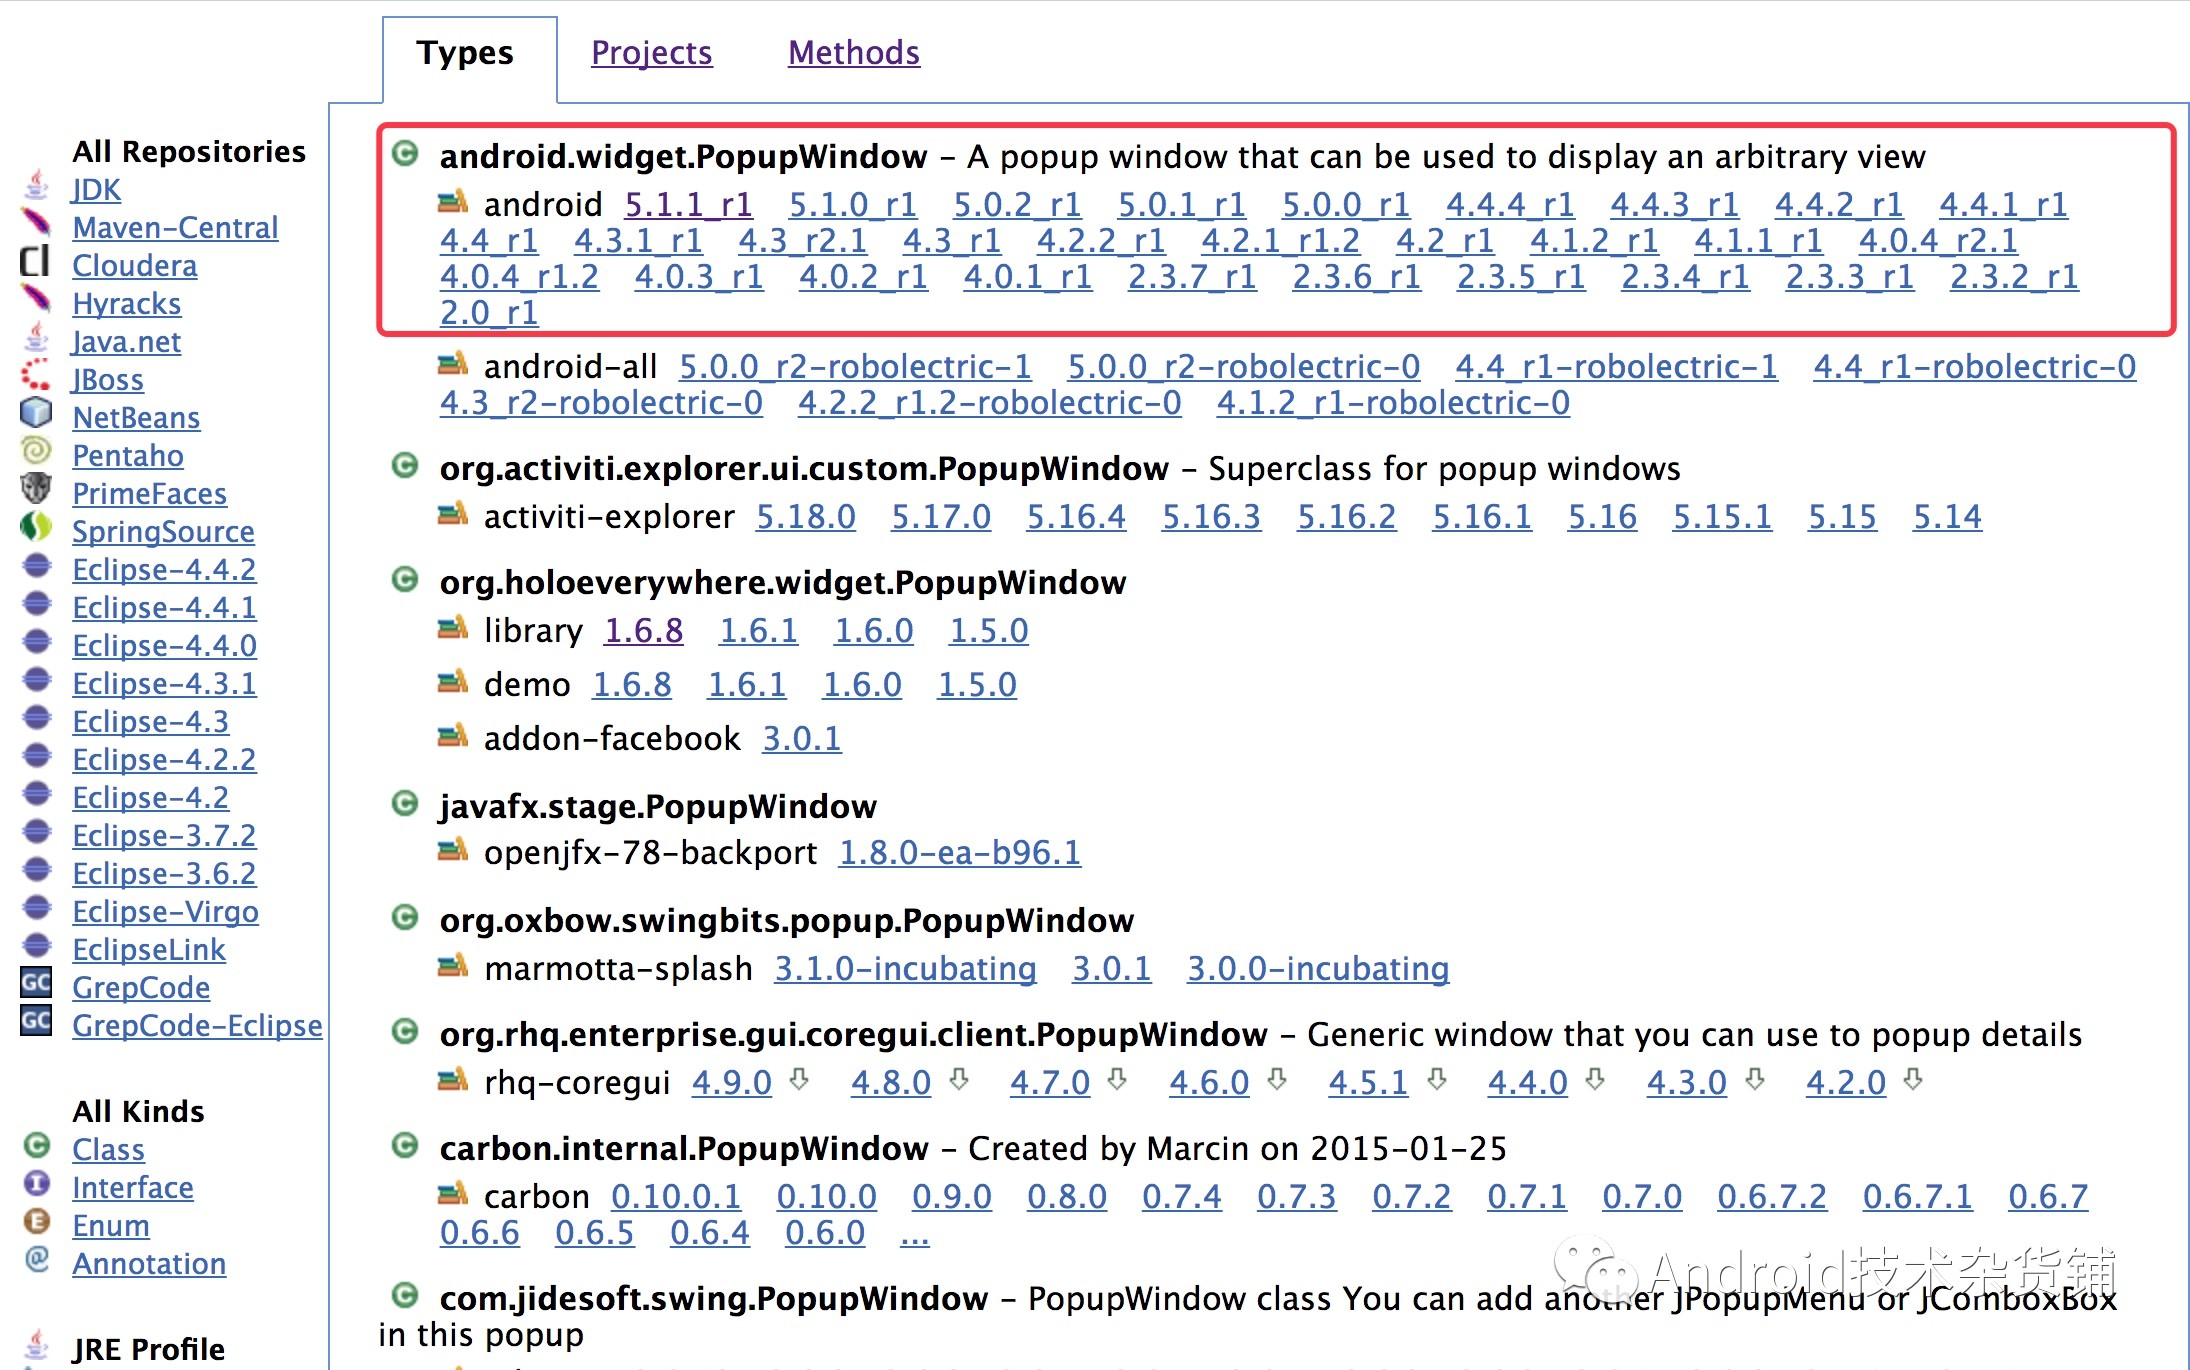 Types
Projects
Methods
All Repositories
JDK
Maven-Central
Cloudera
Hyracks
Java.net
JBoss
NetBeans
Pentaho
PrimeFaces
SpringSource
Eclipse-4.4.2
Eclipse-4.4.1
Eclipse-4.4.0
Eclipse-4.3.1
Eclipse-4.3
Eclipse-4.2.2
Eclipse-4.2
Eclipse-3.7.2
Eclipse-3.6.2
Eclipse-Virgo
EclipseLink
GC GrepCode
GC GrepCode-Eclipse
All Kinds
C Class
I Interface
E Enum
@ Annotation
JRE Profile
C android.widget.PopupWindow - A popup window that can be used to display an arbitrary view
android 5.1.1_r1 5.1.0_r1 5.0.2_r1 5.0.1_r1 5.0.0_r1 4.4.4_r1 4.4.3_r1 4.4.2_r1 4.4.1_r1
4.4_r1 4.3.1_r1 4.3_r2.1 4.3_r1 4.2.2_r1 4.2.1_r1.2 4.2_r1 4.1.2_r1 4.1.1_r1 4.0.4_r2.1
4.0.4_r1.2 4.0.3_r1 4.0.2_r1 4.0.1_r1 2.3.7_r1 2.3.6_r1 2.3.5_r1 2.3.4_r1 2.3.3_r1 2.3.2_r1
2.0_r1
android-all 5.0.0_r2-robolectric-1 5.0.0_r2-robolectric-0 4.4_r1-robolectric-1 4.4_r1-robolectric-0
4.3_r2-robolectric-0 4.2.2_r1.2-robolectric-0 4.1.2_r1-robolectric-0
C org.activiti.explorer.ui.custom.PopupWindow - Superclass for popup windows
activiti-explorer 5.18.0 5.17.0 5.16.4 5.16.3 5.16.2 5.16.1 5.16 5.15.1 5.15 5.14
C org.holoeverywhere.widget.PopupWindow
library 1.6.8 1.6.1 1.6.0 1.5.0
demo 1.6.8 1.6.1 1.6.0 1.5.0
addon-facebook 3.0.1
C javafx.stage.PopupWindow
openjfx-78-backport 1.8.0-ea-b96.1
C org.oxbow.swingbits.popup.PopupWindow
marmotta-splash 3.1.0-incubating 3.0.1 3.0.0-incubating
C org.rhq.enterprise.gui.coregui.client.PopupWindow - Generic window that you can use to popup details
rhq-coregui 4.9.0 4.8.0 4.7.0 4.6.0 4.5.1 4.4.0 4.3.0 4.2.0
C carbon.internal.PopupWindow - Created by Marcin on 2015-01-25
carbon 0.10.0.1 0.10.0 0.9.0 0.8.0 0.7.4 0.7.3 0.7.2 0.7.1 0.7.0 0.6.7.2 0.6.7.1 0.6.7
0.6.6 0.6.5 0.6.4 0.6.0 ...
C com.jidesoft.swing.PopupWindow - PopupWindow class You can add another JPopupMenu or JComboxBox
in this popup
Android技术杂货铺